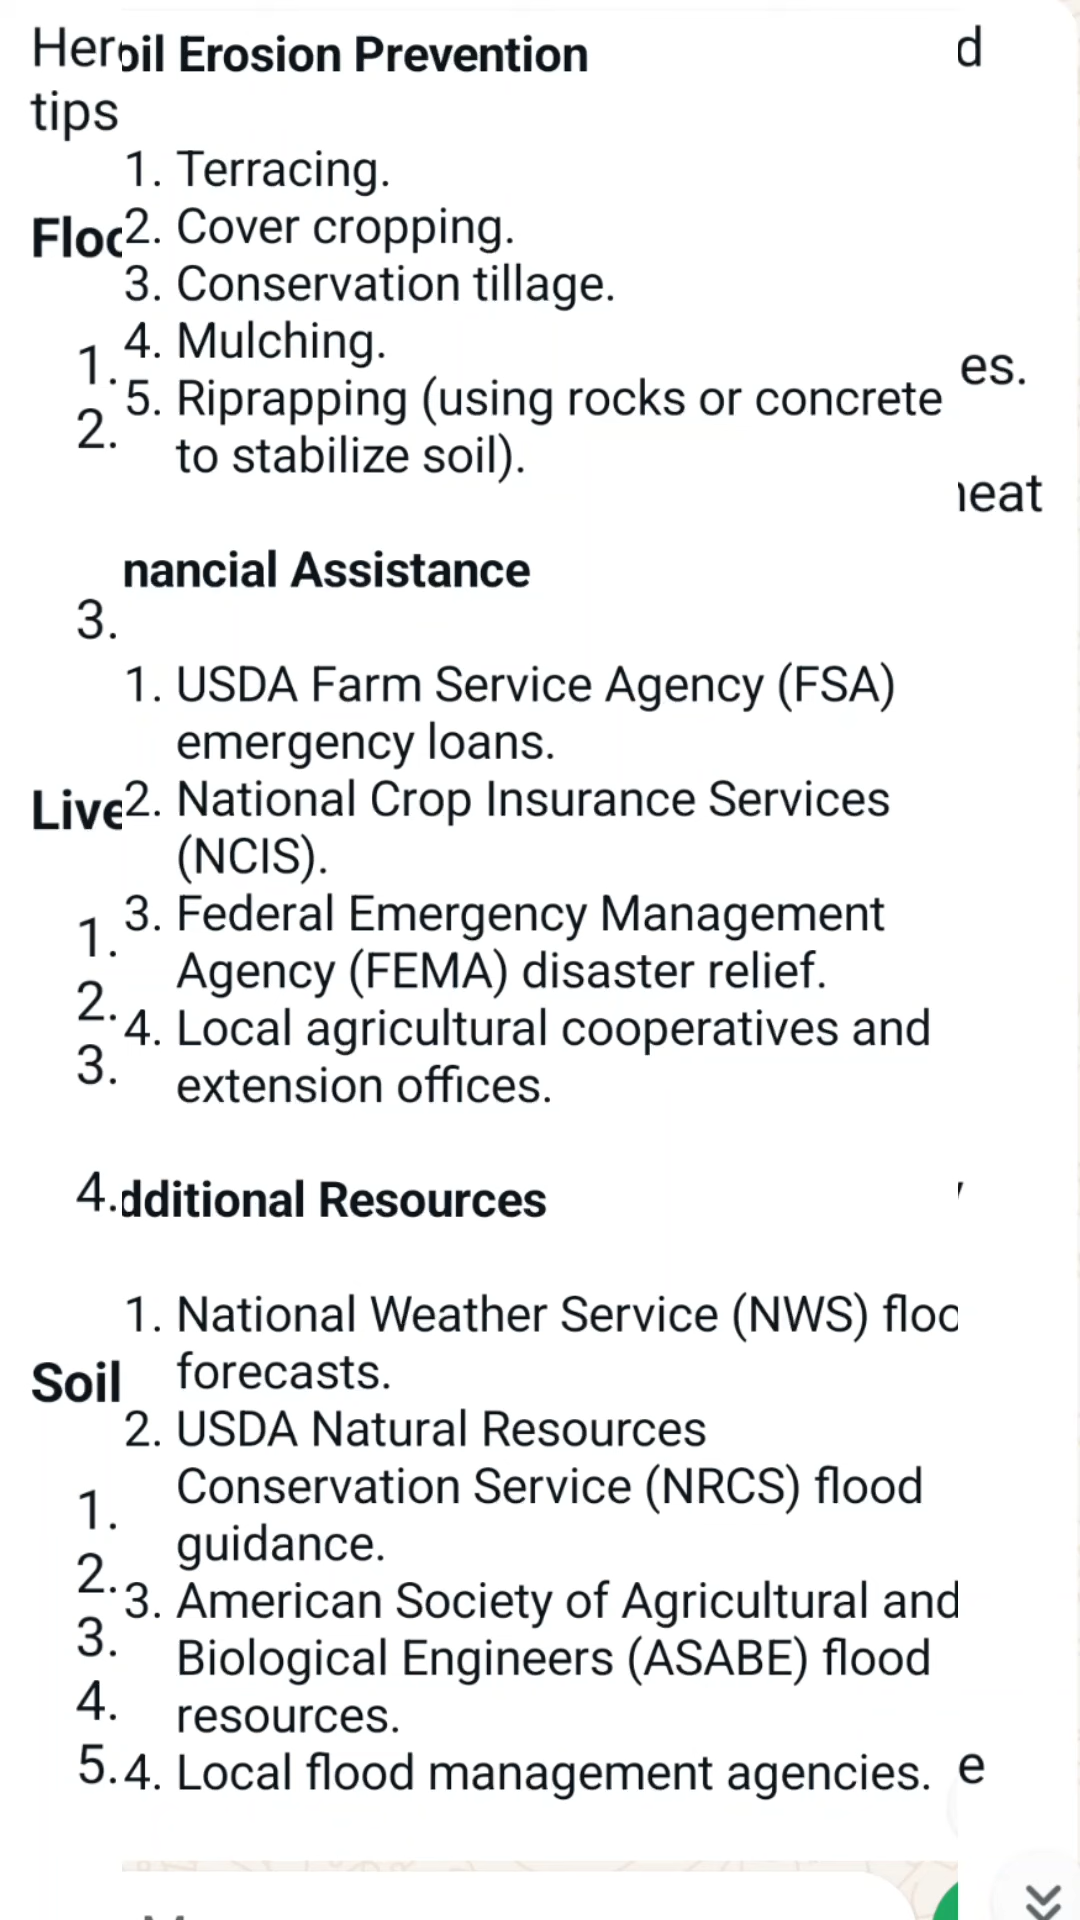 oil Erosion Prevention
tips
1. Terracing.
2. Cover cropping.
3. Conservation tillage.
4. Mulching.
5. Riprapping (using rocks or concrete
to stabilize soil).
nancial Assistance
1. USDA Farm Service Agency (FSA)
emergency loans.
2. National Crop Insurance Services
(NCIS).
3. Federal Emergency Management
Agency (FEMA) disaster relief.
4. Local agricultural cooperatives and
extension offices.
dditional Resources
1. National Weather Service (NWS) floo
forecasts.
Soil
2. USDA Natural Resources
Conservation Service (NRCS) flood
guidance.
3. American Society of Agricultural and
Biological Engineers (ASABE) flood
resources.
4. Local flood management agencies.